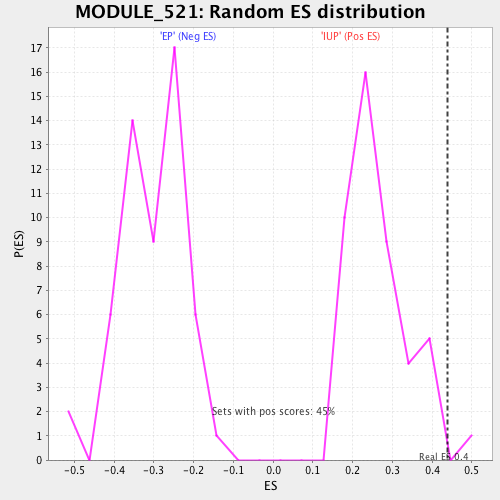 MODULE_521: Random ES distribution
'EP' (Neg ES) 'IUP' (Pos ES)
17
16
15
14
13
12
11
10
9
8
7
6
5
4
3
2
1
0
P(ES)
Sets with pos scores: 45%
Real ES 0.4
-0.5 -0.4 -0.3 -0.2 -0.1 0.0 0.1 0.2 0.3 0.4 0.5
ES